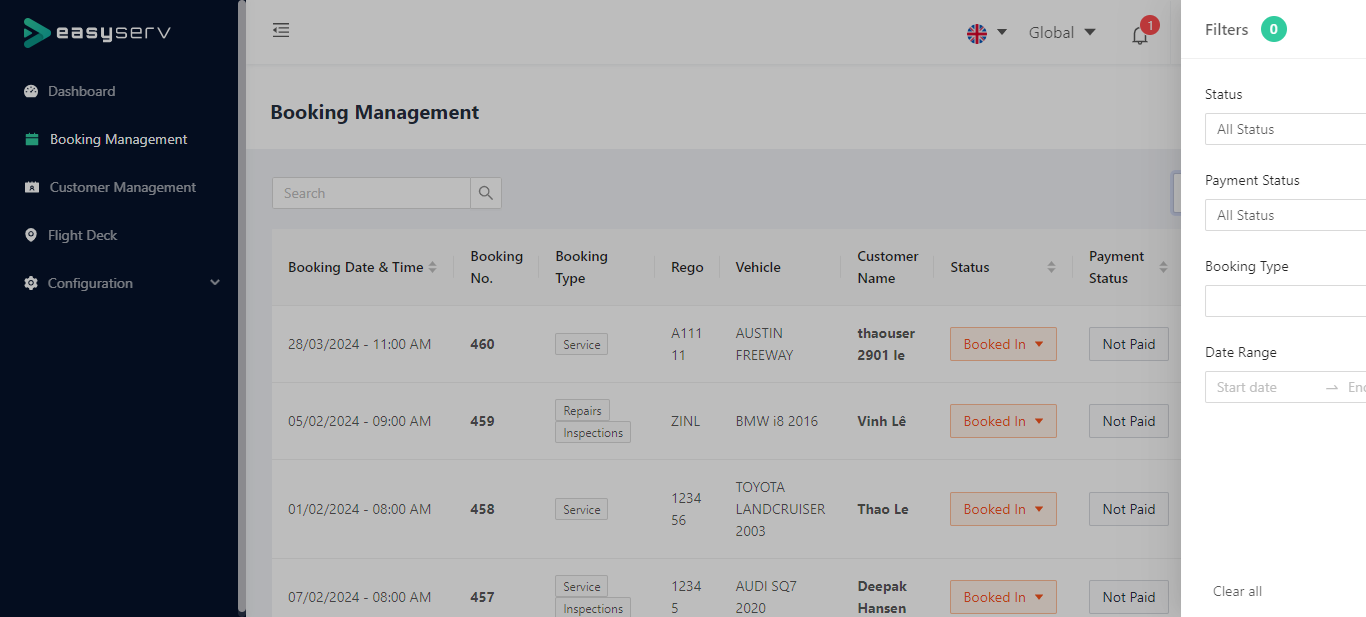 easyserv
Dashboard
Booking Management
Customer Management
Flight Deck
Configuration
Global
1
Booking Management
Search
Booking Date & Time
Booking
No.
Booking
Type
Rego
Vehicle
Customer
Name
Status
Payment
Status
28/03/2024 - 11:00 AM
460
Service
A111
11
AUSTIN
FREEWAY
thaouser
2901 le
Booked In
Not Paid
05/02/2024 - 09:00 AM
459
Repairs
Inspections
ZINL
BMW i8 2016
Vinh Lê
Booked In
Not Paid
01/02/2024 - 08:00 AM
458
Service
1234
56
TOYOTA
LANDCRUISER
2003
Thao Le
Booked In
Not Paid
07/02/2024 - 08:00 AM
457
Service
Inspections
1234
5
AUDI SQ7
2020
Deepak
Hansen
Booked In
Not Paid
Filters 0
Status
All Status
Payment Status
All Status
Booking Type
Date Range
Start date → En
Clear all